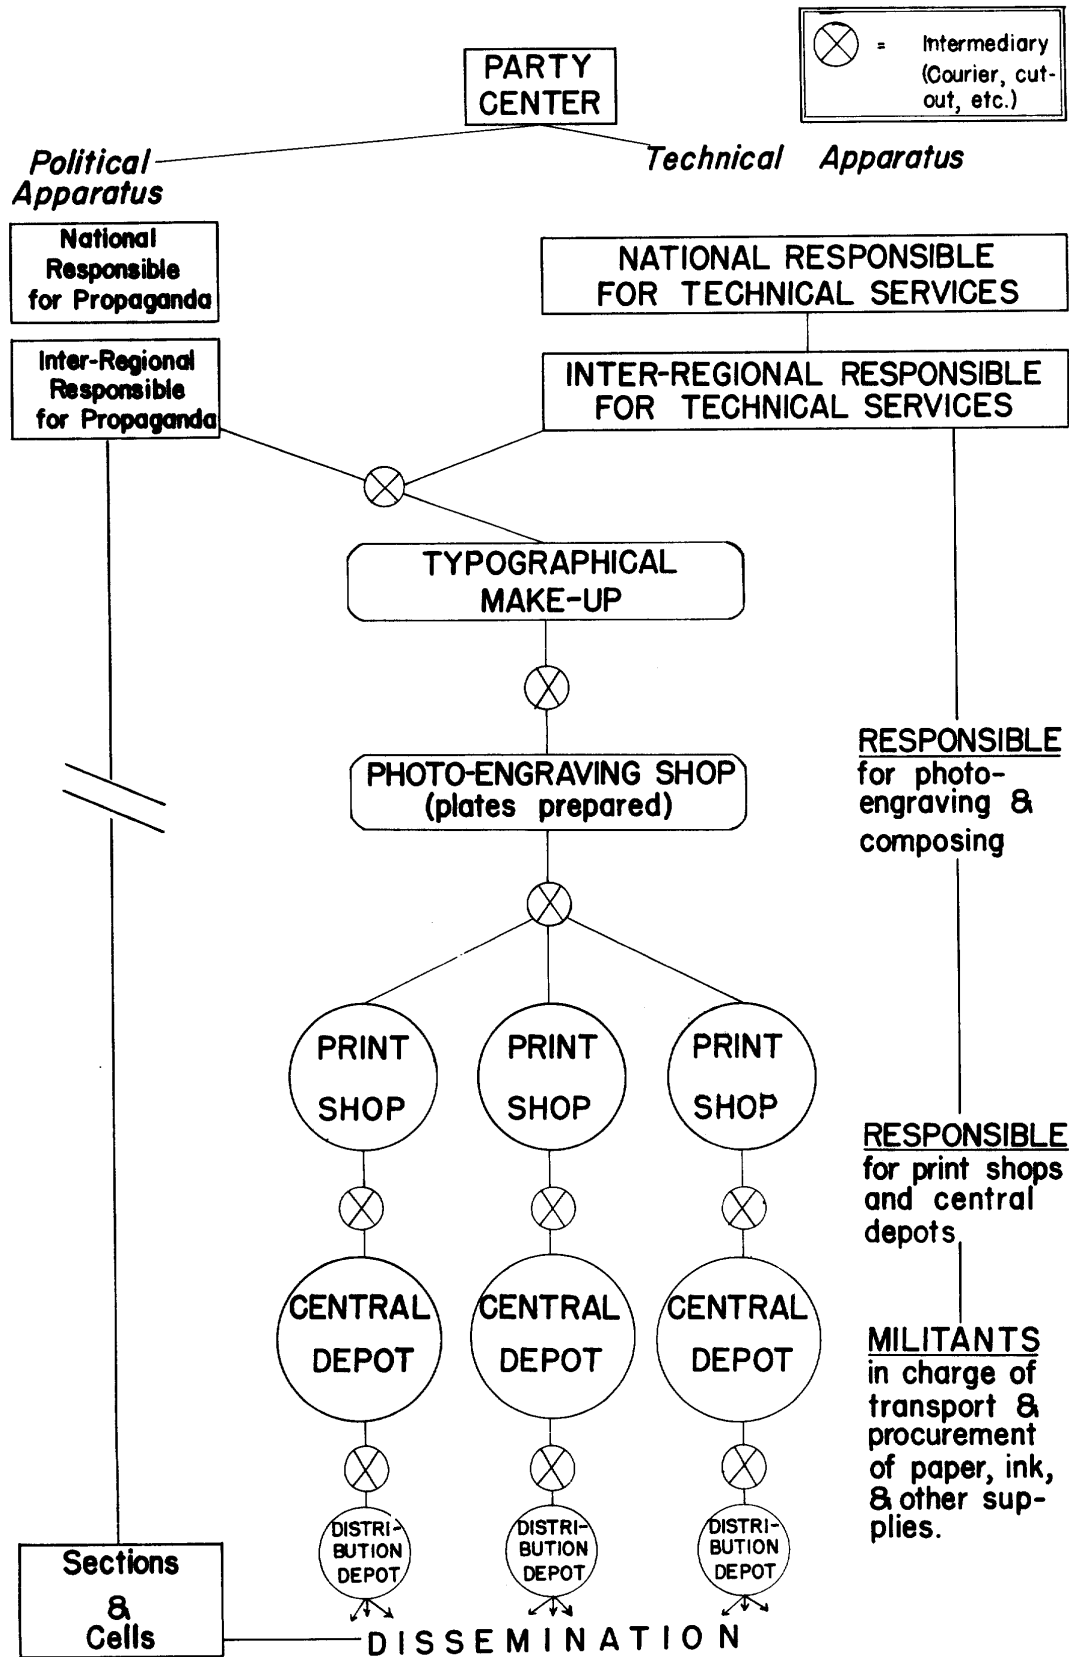 PARTY
CENTER
= Intermediary
(Courier, cut-
out, etc.)
Political
Apparatus
Technical Apparatus
National
Responsible
for Propaganda
NATIONAL RESPONSIBLE
FOR TECHNICAL SERVICES
Inter-Regional
Responsible
for Propaganda
INTER-REGIONAL RESPONSIBLE
FOR TECHNICAL SERVICES
TYPOGRAPHICAL
MAKE-UP
PHOTO-ENGRAVING SHOP
(plates prepared)
RESPONSIBLE
for photo-
engraving &
composing
PRINT
SHOP
PRINT
SHOP
PRINT
SHOP
RESPONSIBLE
for print shops
and central
depots
CENTRAL
DEPOT
CENTRAL
DEPOT
CENTRAL
DEPOT
MILITANTS
in charge of
transport &
procurement
of paper, ink,
& other sup-
plies.
DISTRI-
BUTION
DEPOT
DISTRI-
BUTION
DEPOT
DISTRI-
BUTION
DEPOT
Sections
&
Cells
DISSEMINATION